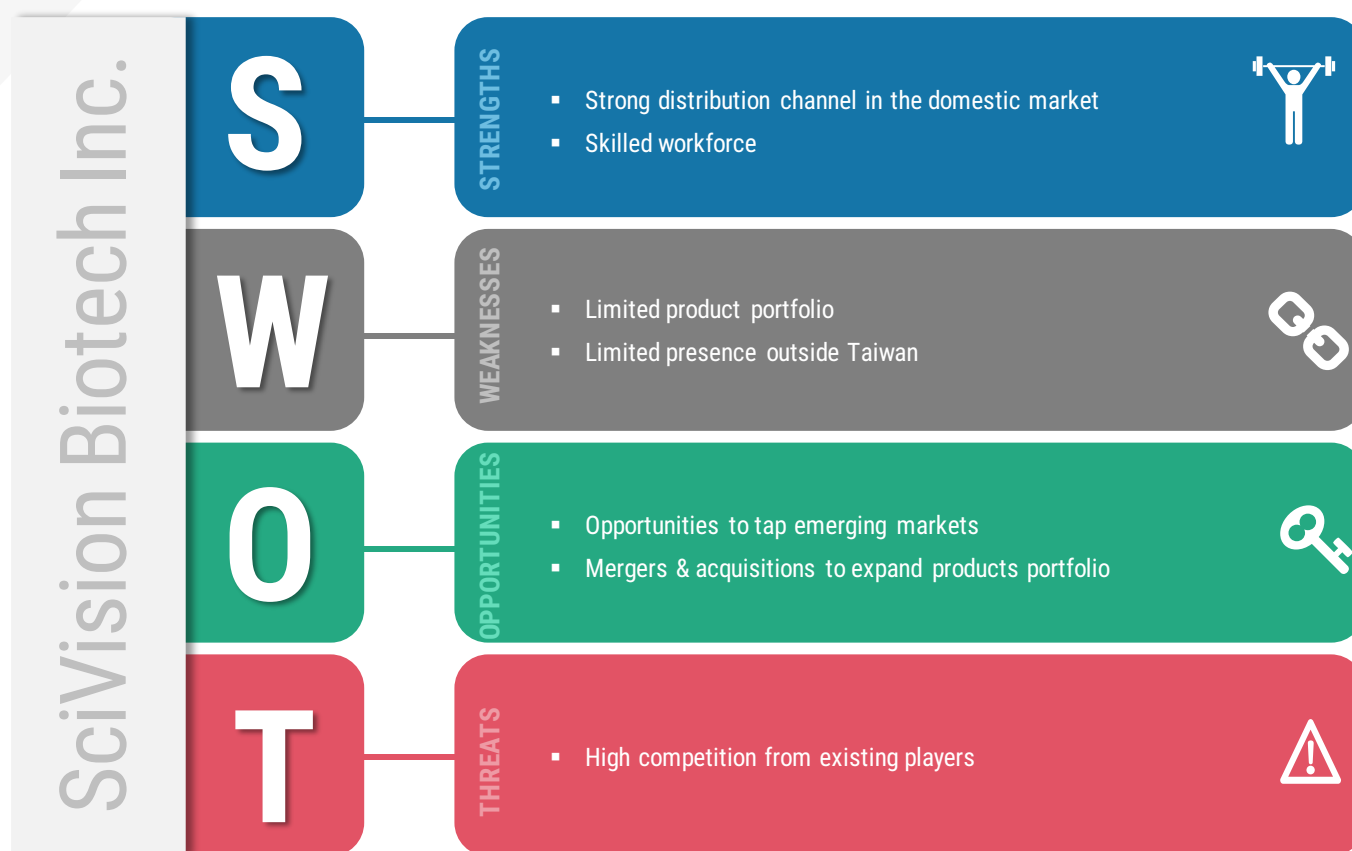 SciVision Biotech Inc.
S
STRENGTHS
▪ Strong distribution channel in the domestic market
▪ Skilled workforce
W
WEAKNESSES
▪ Limited product portfolio
▪ Limited presence outside Taiwan
O
OPPORTUNITIES
▪ Opportunities to tap emerging markets
▪ Mergers & acquisitions to expand products portfolio
T
THREATS
▪ High competition from existing players